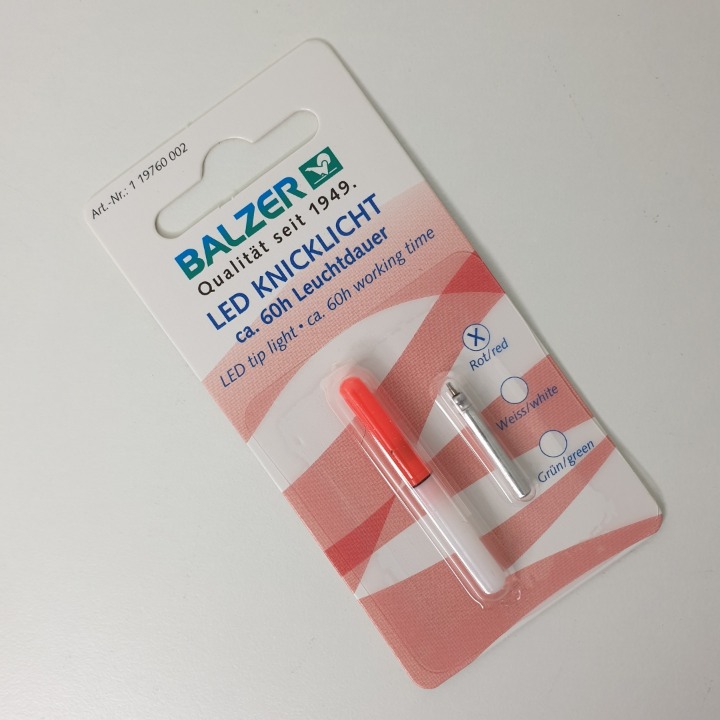 Art.-Nr.: 1 19760 002
BALZER
Qualität seit 1949.
LED KNICKLICHT
ca. 60h Leuchtdauer
LED tip light • ca. 60h working time
X
Rot/red
Weiss/white
Grün/green